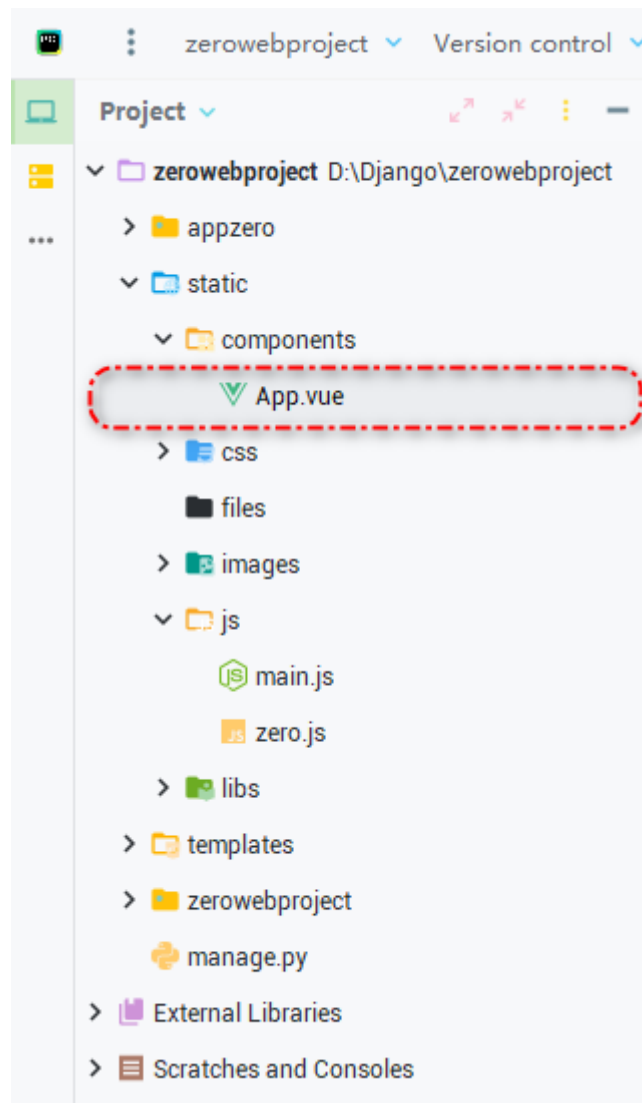 zerowebproject Version control
Project
zerowebproject D:\Django\zerowebproject
appzero
static
components
App.vue
css
files
images
js
main.js
zero.js
libs
templates
zerowebproject
manage.py
External Libraries
Scratches and Consoles